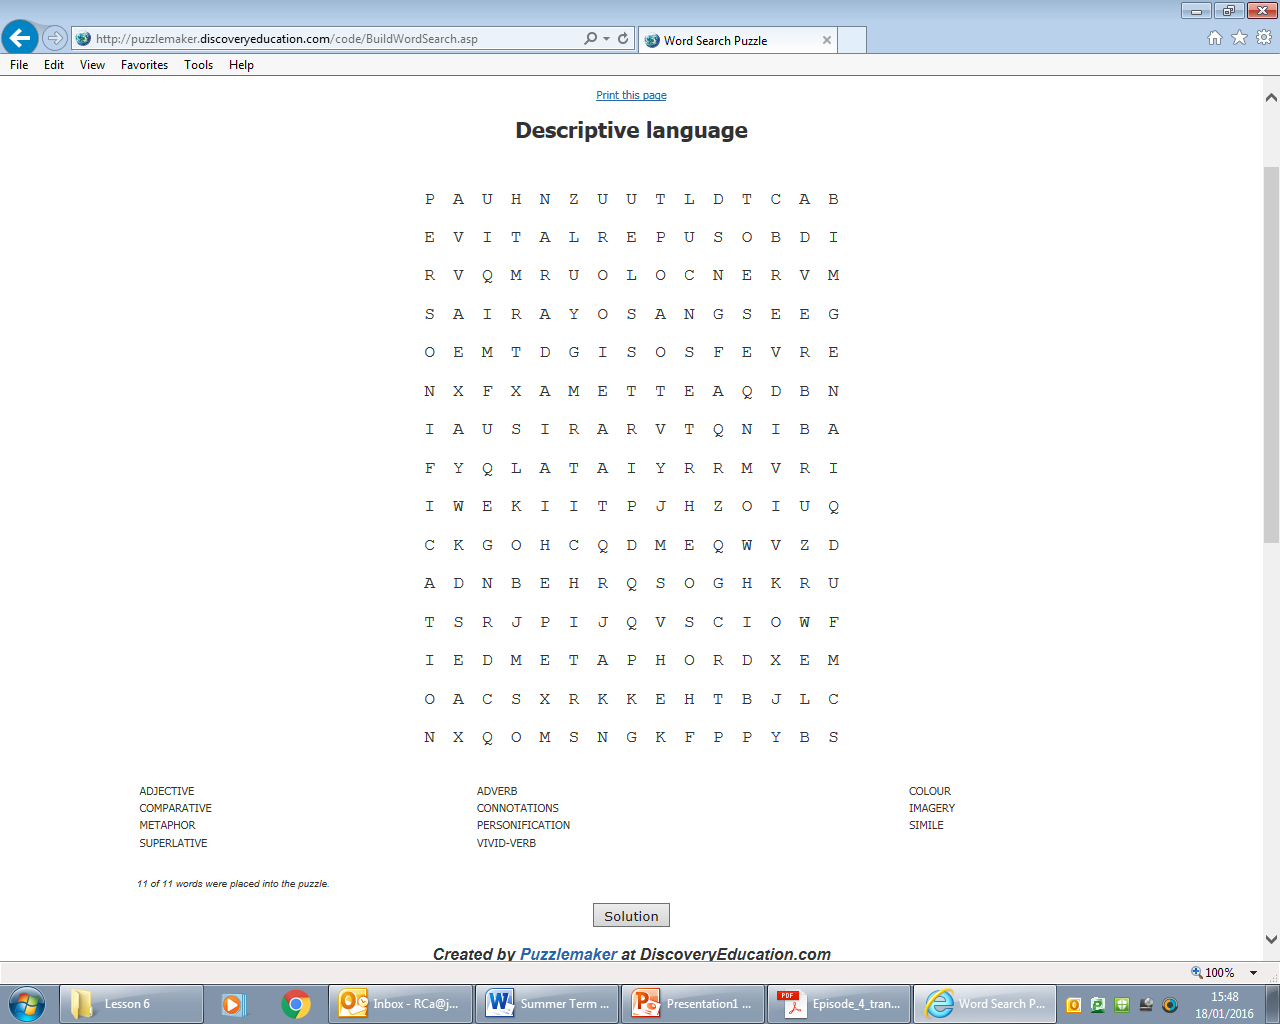 http://puzzlemaker.discoveryeducation.com/code/BuildWordSearch.asp
Word Search Puzzle
File Edit View Favorites Tools Help
Print this page
Descriptive language
P A U H N Z U U T L D T C A B
E V I T A L R E P U S O B D I
R V Q M R U O L O C N E R V M
S A I R A Y O S A N G S E E G
O E M T D G I S O S F E V R E
N X F X A M E T T E A Q D B N
I A U S I R A R V T Q N I B A
F Y Q L A T A I Y R R M V R I
I W E K I I T P J H Z O I U Q
C K G O H C Q D M E Q W V Z D
A D N B E H R Q S O G H K R U
T S R J P I J Q V S C I O W F
I E D M E T A P H O R D X E M
O A C S X R K K E H T B J L C
N X Q O M S N G K F P P Y B S
ADJECTIVE ADVERB COLOUR
COMPARATIVE CONNOTATIONS IMAGERY
METAPHOR PERSONIFICATION SIMILE
SUPERLATIVE VIVID-VERB
11 of 11 words were placed into the puzzle.
Solution
Created by Puzzlemaker at DiscoveryEducation.com
100%
Lesson 6
Inbox - RCa@j...
Summer Term ...
Presentation1 ...
PDF
Episode_4_tran...
Word Search P...
15:48
18/01/2016